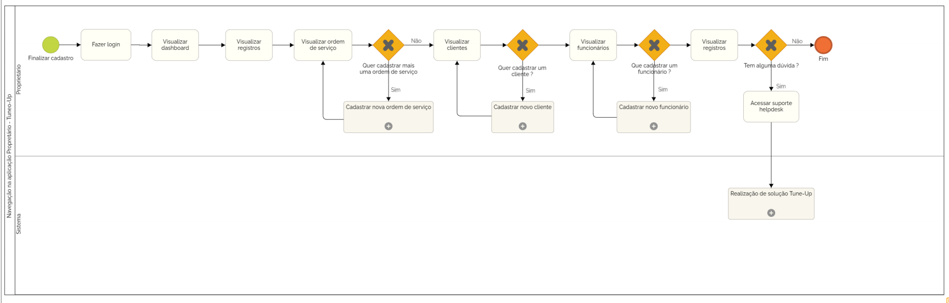 Navegação na aplicação Proprietário - Tuneo-Up
Proprietário
Finalizar cadastro
Fazer login
Visualizar
dashboard
Visualizar
registros
Visualizar ordem
de serviço
Quer cadastrar mais
uma ordem de serviço
Não
Sim
Cadastrar nova ordem de serviço
Visualizar
clientes
Quer cadastrar um
cliente ?
Sim
Cadastrar novo cliente
Visualizar
funcionários
Que cadastrar um
funcionário ?
Sim
Cadastrar novo funcionário
Visualizar
registros
Tem alguma dúvida ?
Não
Fim
Sim
Acessar suporte
helpdesk
Sistema
Realização de solução Tune-Up